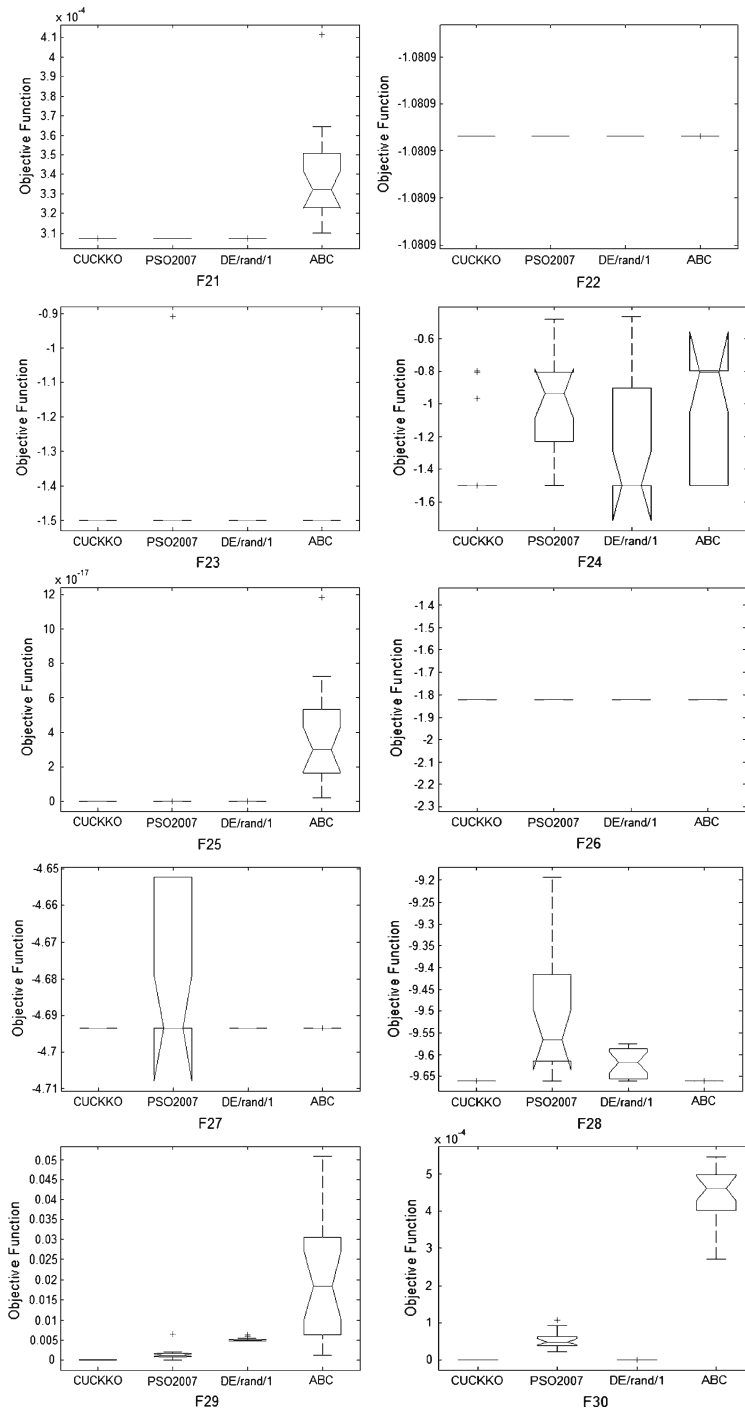 x 10⁻⁴
4.1
4
3.9
3.8
3.7
3.6
3.5
3.4
3.3
3.2
3.1
Objective Function
CUCKKO PSO2007 DE/rand/1 ABC
F21
-1.0809
-1.0809
-1.0809
-1.0809
-1.0809
Objective Function
CUCKKO PSO2007 DE/rand/1 ABC
F22
-0.9
-1
-1.1
-1.2
-1.3
-1.4
-1.5
Objective Function
CUCKKO PSO2007 DE/rand/1 ABC
F23
-0.6
-0.8
-1
-1.2
-1.4
-1.6
Objective Function
CUCKKO PSO2007 DE/rand/1 ABC
F24
x 10⁻¹⁷
12
10
8
6
4
2
0
Objective Function
CUCKKO PSO2007 DE/rand/1 ABC
F25
-1.4
-1.5
-1.6
-1.7
-1.8
-1.9
-2
-2.1
-2.2
-2.3
Objective Function
CUCKKO PSO2007 DE/rand/1 ABC
F26
-4.65
-4.66
-4.67
-4.68
-4.69
-4.7
-4.71
Objective Function
CUCKKO PSO2007 DE/rand/1 ABC
F27
-9.2
-9.25
-9.3
-9.35
-9.4
-9.45
-9.5
-9.55
-9.6
-9.65
Objective Function
CUCKKO PSO2007 DE/rand/1 ABC
F28
0.05
0.045
0.04
0.035
0.03
0.025
0.02
0.015
0.01
0.005
0
Objective Function
CUCKKO PSO2007 DE/rand/1 ABC
F29
x 10⁻⁴
5
4
3
2
1
0
Objective Function
CUCKKO PSO2007 DE/rand/1 ABC
F30